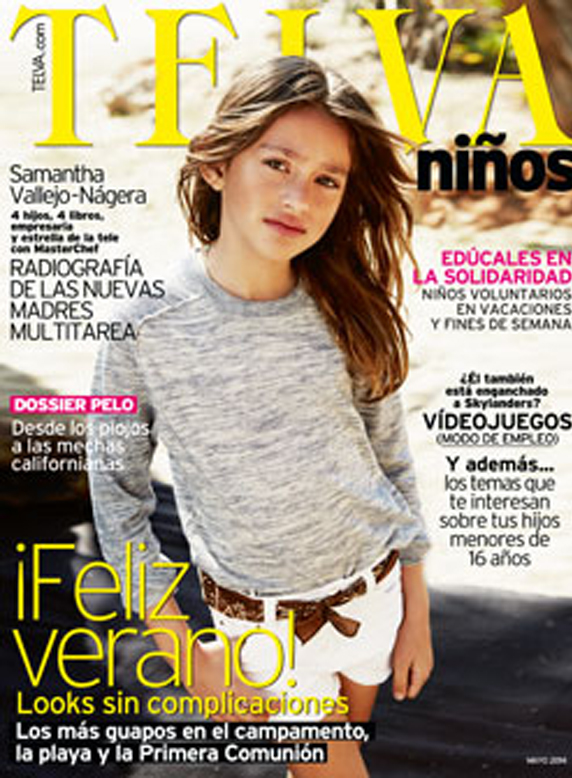 TELVA
TELVA.com
niños
Samantha
Vallejo-Nágera
4 hijos, 4 libros,
empresaria
y estrella de la tele
con MasterChef
RADIOGRAFÍA
DE LAS NUEVAS
MADRES
MULTITAREA
EDÚCALES EN
LA SOLIDARIDAD
NIÑOS VOLUNTARIOS
EN VACACIONES
Y FINES DE SEMANA
DOSSIER PELO
Desde los piojos
a las mechas
californianas
¿Él también
está enganchado
a Skylanders?
VÍDEOJUEGOS
(MODO DE EMPLEO)
Y además...
los temas que
te interesan
sobre tus hijos
menores de
16 años
¡Feliz
verano!
Looks sin complicaciones
Los más guapos en el campamento,
la playa y la Primera Comunión
MAYO 2014